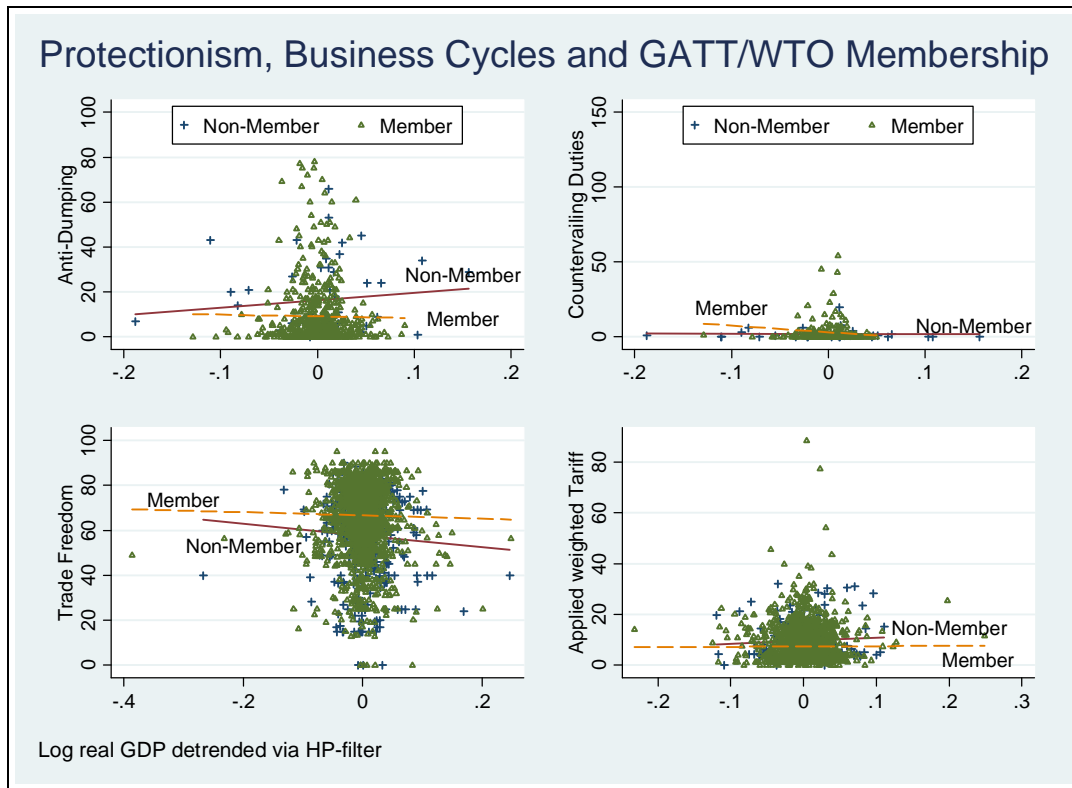 Protectionism, Business Cycles and GATT/WTO Membership
Non-Member Member
Anti-Dumping
0 20 40 60 80 100
Non-Member
Member
-.2 -.1 0 .1 .2
Non-Member Member
Countervailing Duties
0 50 100 150
Member
Non-Member
-.2 -.1 0 .1 .2
Trade Freedom
0 20 40 60 80 100
Member
Non-Member
-.4 -.2 0 .2
Applied weighted Tariff
0 20 40 60 80
Non-Member
Member
-.2 -.1 0 .1 .2 .3
Log real GDP detrended via HP-filter